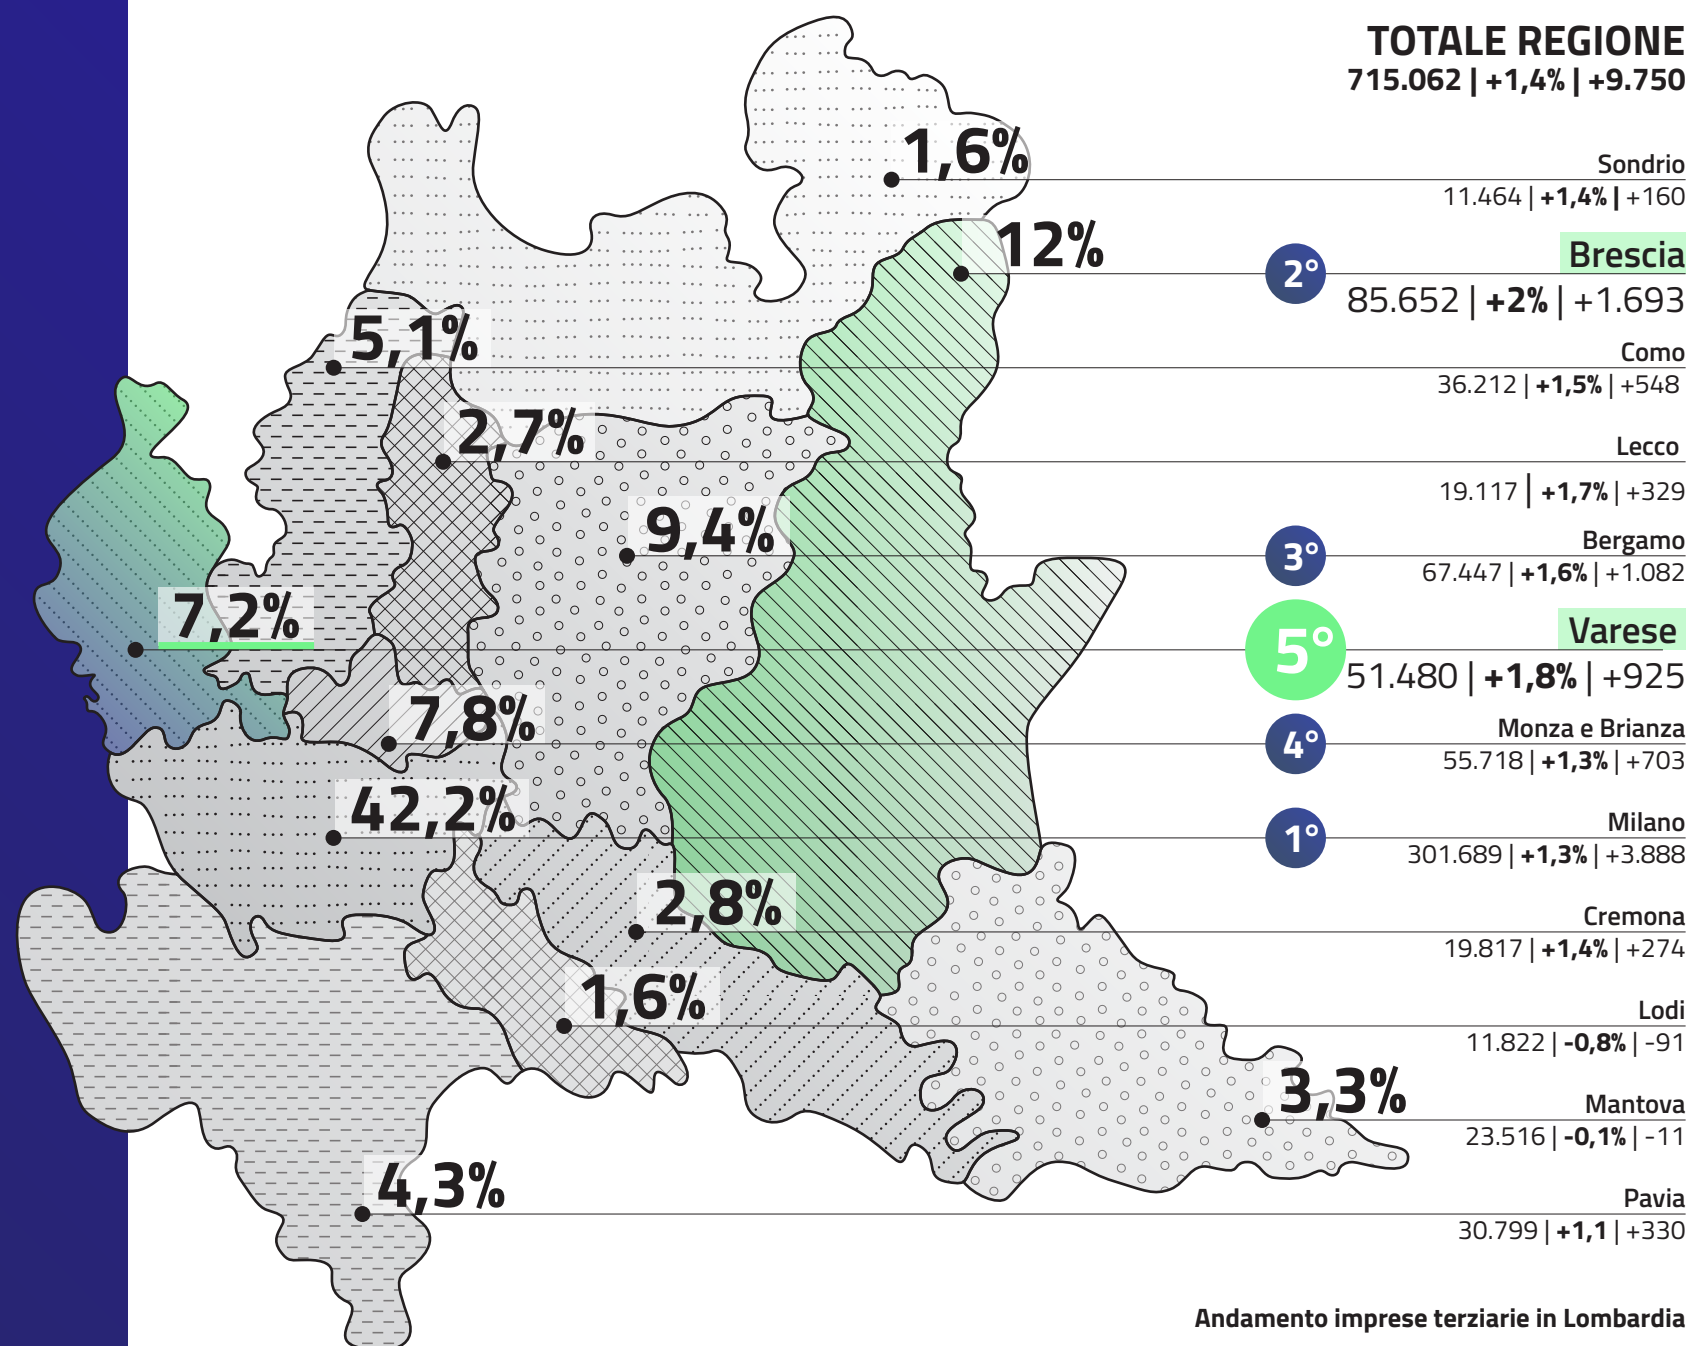 TOTALE REGIONE
715.062 | +1,4% | +9.750
1,6%
Sondrio
11.464 | +1,4% | +160
12%
2°
Brescia
85.652 | +2% | +1.693
5,1%
Como
36.212 | +1,5% | +548
2,7%
Lecco
19.117 | +1,7% | +329
9,4%
3°
Bergamo
67.447 | +1,6% | +1.082
7,2%
5°
Varese
51.480 | +1,8% | +925
7,8%
4°
Monza e Brianza
55.718 | +1,3% | +703
42,2%
1°
Milano
301.689 | +1,3% | +3.888
2,8%
Cremona
19.817 | +1,4% | +274
1,6%
Lodi
11.822 | -0,8% | -91
3,3%
Mantova
23.516 | -0,1% | -11
4,3%
Pavia
30.799 | +1,1 | +330
Andamento imprese terziarie in Lombardia